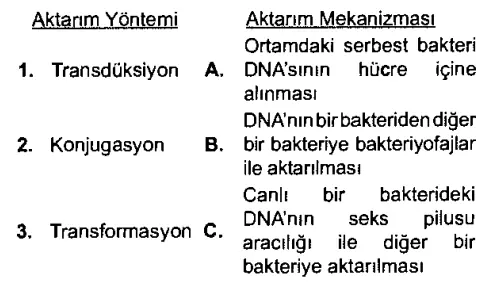 Aktarım Yöntemi
Aktarım Mekanizması
1. Transdüksiyon
A. Ortamdaki serbest bakteri
DNA'sının hücre içine
alınması
2. Konjugasyon
B. DNA'nın bir bakteriden diğer
bir bakteriye bakteriyofajlar
ile aktarılması
3. Transformasyon
C. Canlı bir bakterideki
DNA'nın seks pilusu
aracılığı ile diğer bir
bakteriye aktarılması